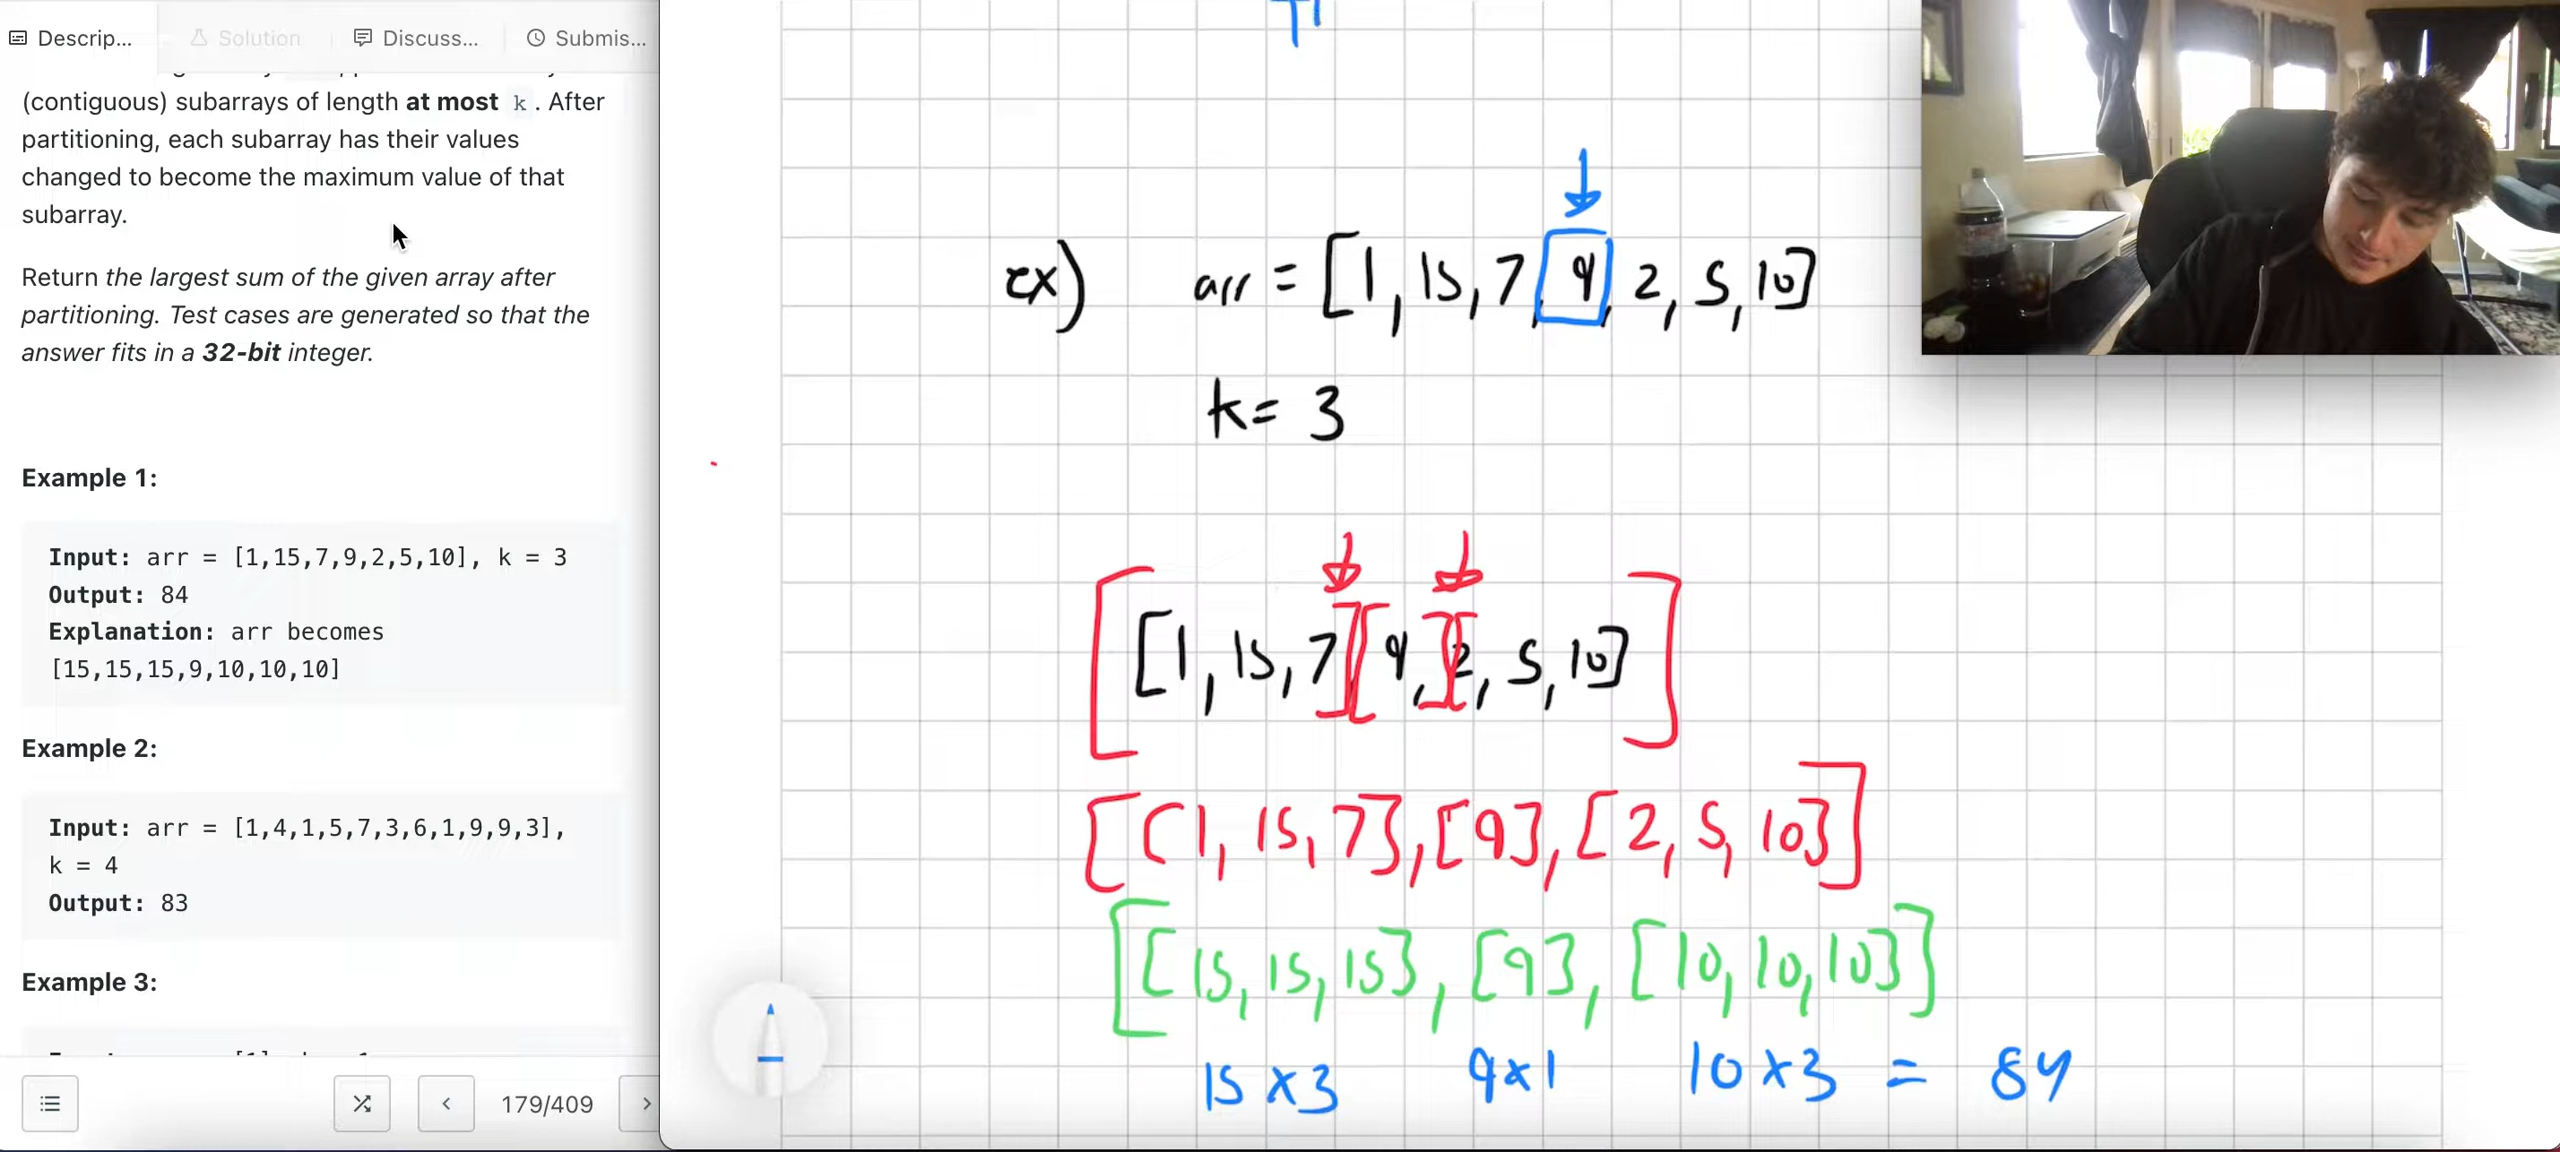 Descrip...
Solution
Discuss...
Submis...
(contiguous) subarrays of length at most k . After
partitioning, each subarray has their values
changed to become the maximum value of that
subarray.
Return the largest sum of the given array after
partitioning. Test cases are generated so that the
answer fits in a 32-bit integer.
Example 1:
Input: arr = [1,15,7,9,2,5,10], k = 3
Output: 84
Explanation: arr becomes
[15,15,15,9,10,10,10]
Example 2:
Input: arr = [1,4,1,5,7,3,6,1,9,9,3],
k = 4
Output: 83
Example 3:
179/409
ex) arr = [1, 15, 7, 9, 2, 5, 10]
k = 3
[[1, 15, 7][9,][2, 5, 10]]
[[1, 15, 7], [9], [2, 5, 10]]
[[15, 15, 15], [9], [10, 10, 10]]
15 x 3 9 x 1 10 x 3 = 84